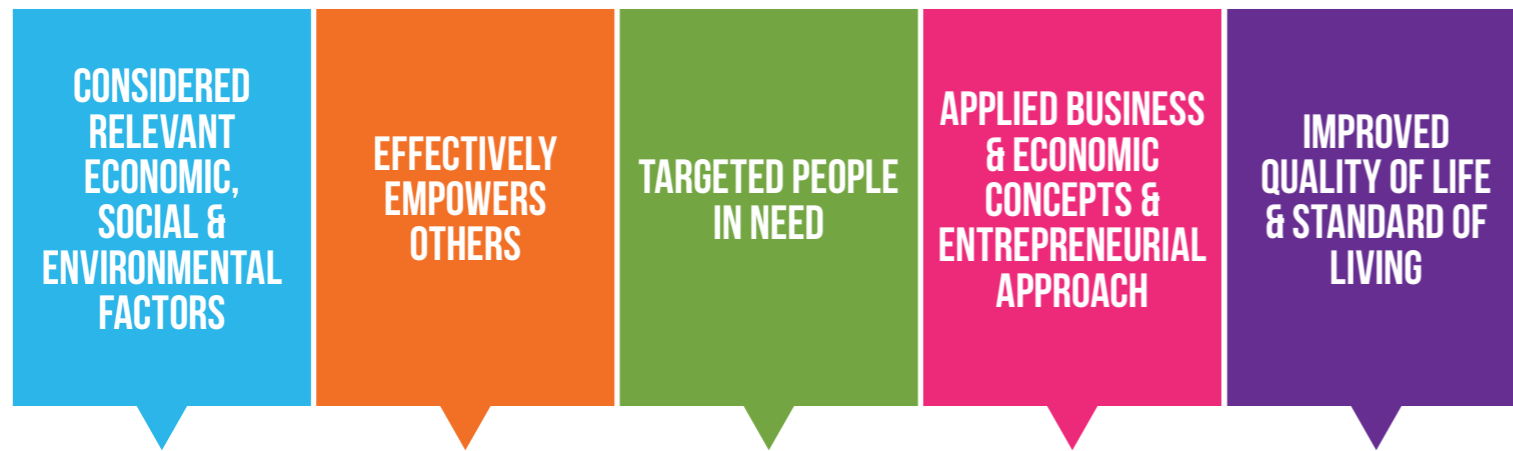 CONSIDERED
RELEVANT
ECONOMIC,
SOCIAL &
ENVIRONMENTAL
FACTORS
EFFECTIVELY
EMPOWERS
OTHERS
TARGETED PEOPLE
IN NEED
APPLIED BUSINESS
& ECONOMIC
CONCEPTS &
ENTREPRENEURIAL
APPROACH
IMPROVED
QUALITY OF LIFE
& STANDARD OF
LIVING